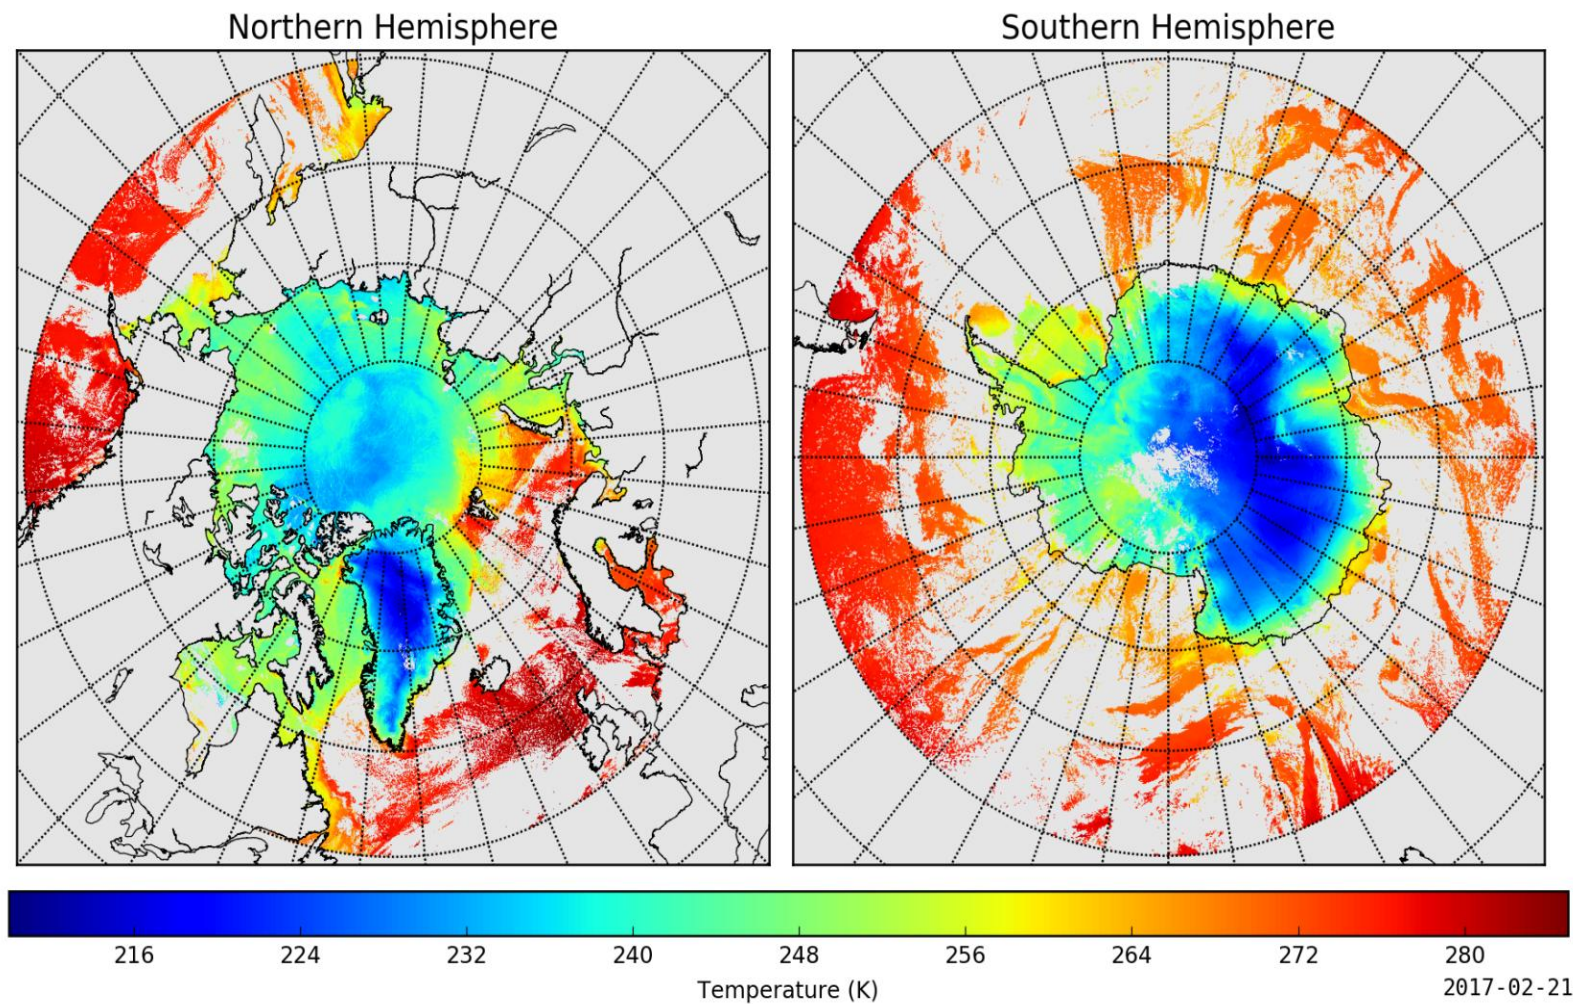 Northern Hemisphere
Southern Hemisphere
216 224 232 240 248 256 264 272 280
Temperature (K)
2017-02-21